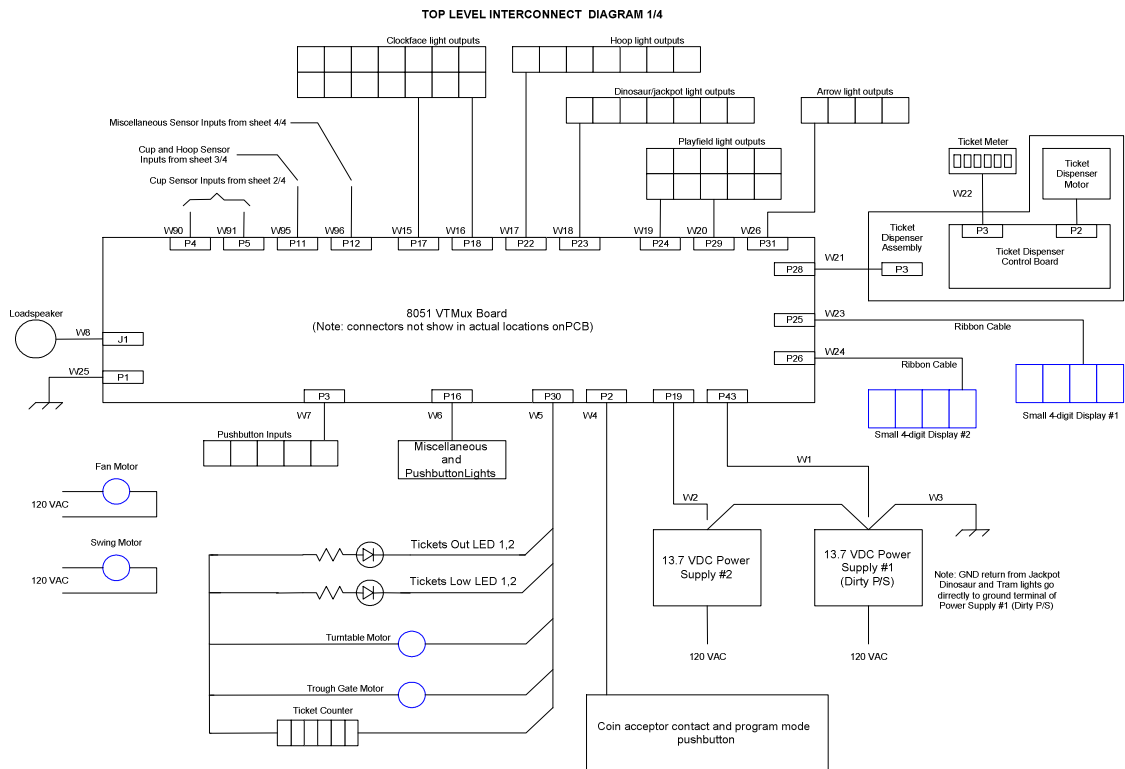 TOP LEVEL INTERCONNECT DIAGRAM 1/4
Clockface light outputs
Hoop light outputs
Dinosaur/jackpot light outputs
Arrow light outputs
Miscellaneous Sensor Inputs from sheet 4/4
Cup and Hoop Sensor
Inputs from sheet 3/4
Cup Sensor Inputs from sheet 2/4
Playfield light outputs
Ticket Meter
Ticket
Dispenser
Motor
W22
W90
W91
W95
W96
W15
W16
W17
W18
W19
W20
W26
P4
P5
P11
P12
P17
P18
P22
P23
P24
P29
P31
Ticket
Dispenser
Assembly
P3
P2
Ticket Dispenser
Control Board
P28
W21
P3
8051 VTMux Board
(Note: connectors not show in actual locations onPCB)
Loadspeaker
W8
J1
W25
P1
P25
W23
Ribbon Cable
P26
W24
Ribbon Cable
Small 4-digit Display #1
Small 4-digit Display #2
P3
P16
P30
P2
P19
P43
W7
W6
W5
W4
Pushbutton Inputs
Miscellaneous
and
PushbuttonLights
W1
W2
W3
Fan Motor
120 VAC
Swing Motor
120 VAC
Tickets Out LED 1,2
Tickets Low LED 1,2
Turntable Motor
Trough Gate Motor
Ticket Counter
13.7 VDC Power
Supply #2
13.7 VDC Power
Supply #1
(Dirty P/S)
120 VAC
120 VAC
Note: GND return from Jackpot
Dinosaur and Tram lights go
dirrectly to ground terminal of
Power Supply #1 (Dirty P/S)
Coin acceptor contact and program mode
pushbutton